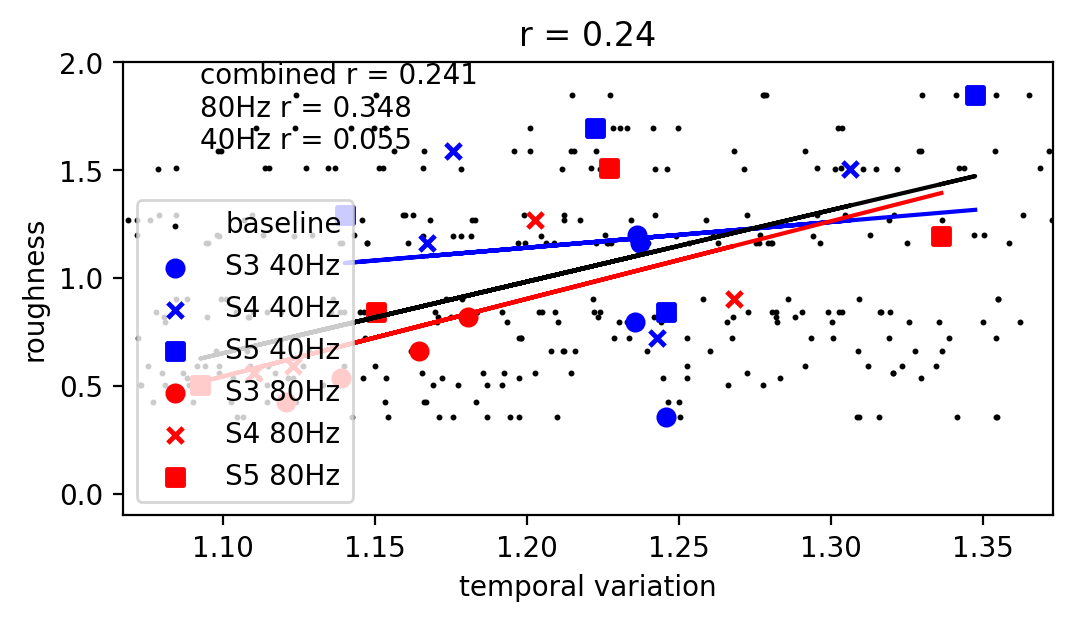 r = 0.24
combined r = 0.241
80Hz r = 0.348
40Hz r = 0.055
2.0
1.5
1.0
0.5
0.0
roughness
baseline
S3 40Hz
S4 40Hz
S5 40Hz
S3 80Hz
S4 80Hz
S5 80Hz
1.10 1.15 1.20 1.25 1.30 1.35
temporal variation